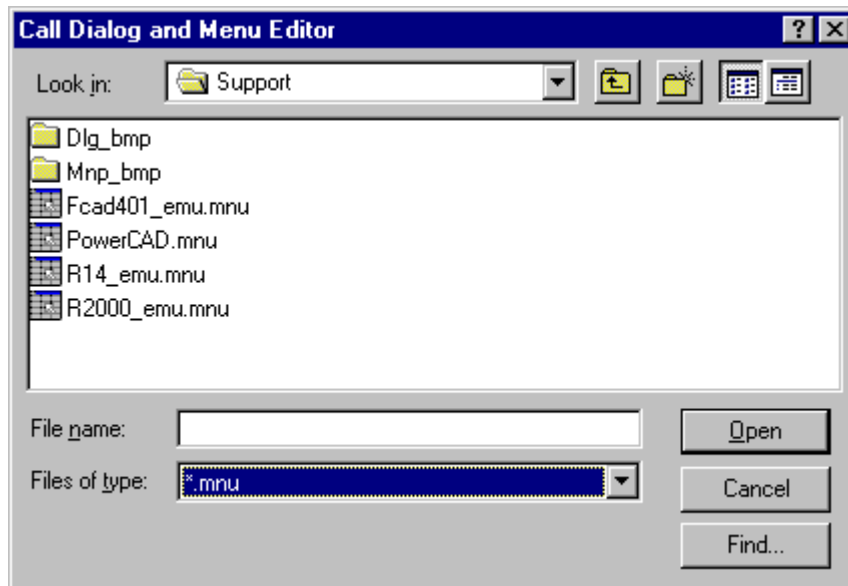 Call Dialog and Menu Editor
Look in: Support
Dlg_bmp
Mnp_bmp
Fcad401_emu.mnu
PowerCAD.mnu
R14_emu.mnu
R2000_emu.mnu
File name: Open
Files of type: *.mnu Cancel
Find...